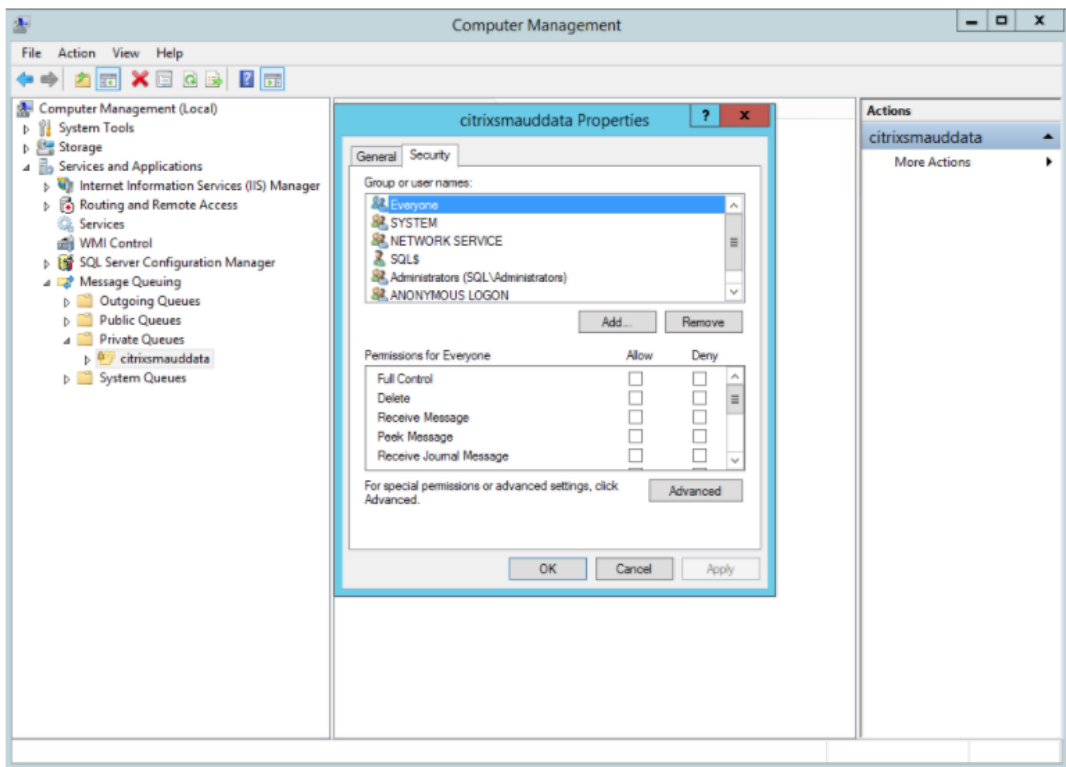 Computer Management
x
File Action View Help
?
Computer Management (Local)
System Tools
Storage
Services and Applications
Internet Information Services (IIS) Manager
Routing and Remote Access
Services
WMI Control
SQL Server Configuration Manager
Message Queuing
Outgoing Queues
Public Queues
Private Queues
citrixsmauddata
System Queues
citrixsmauddata Properties
?
x
General Security
Group or user names:
Everyone
SYSTEM
NETWORK SERVICE
SQL$
Administrators (SQL\Administrators)
ANONYMOUS LOGON
Add... Remove
Permissions for Everyone Allow Deny
Full Control
Delete
Receive Message
Peek Message
Receive Journal Message
For special permissions or advanced settings, click
Advanced.
Advanced
OK Cancel Apply
Actions
citrixsmauddata
More Actions